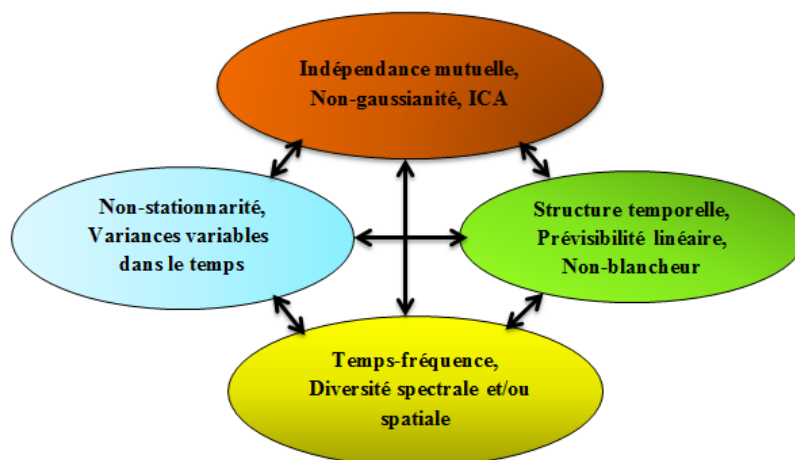 Indépendance mutuelle,
Non-gaussianité, ICA
Non-stationnarité,
Variances variables
dans le temps
Structure temporelle,
Prévisibilité linéaire,
Non-blancheur
Temps-fréquence,
Diversité spectrale et/ou
spatiale